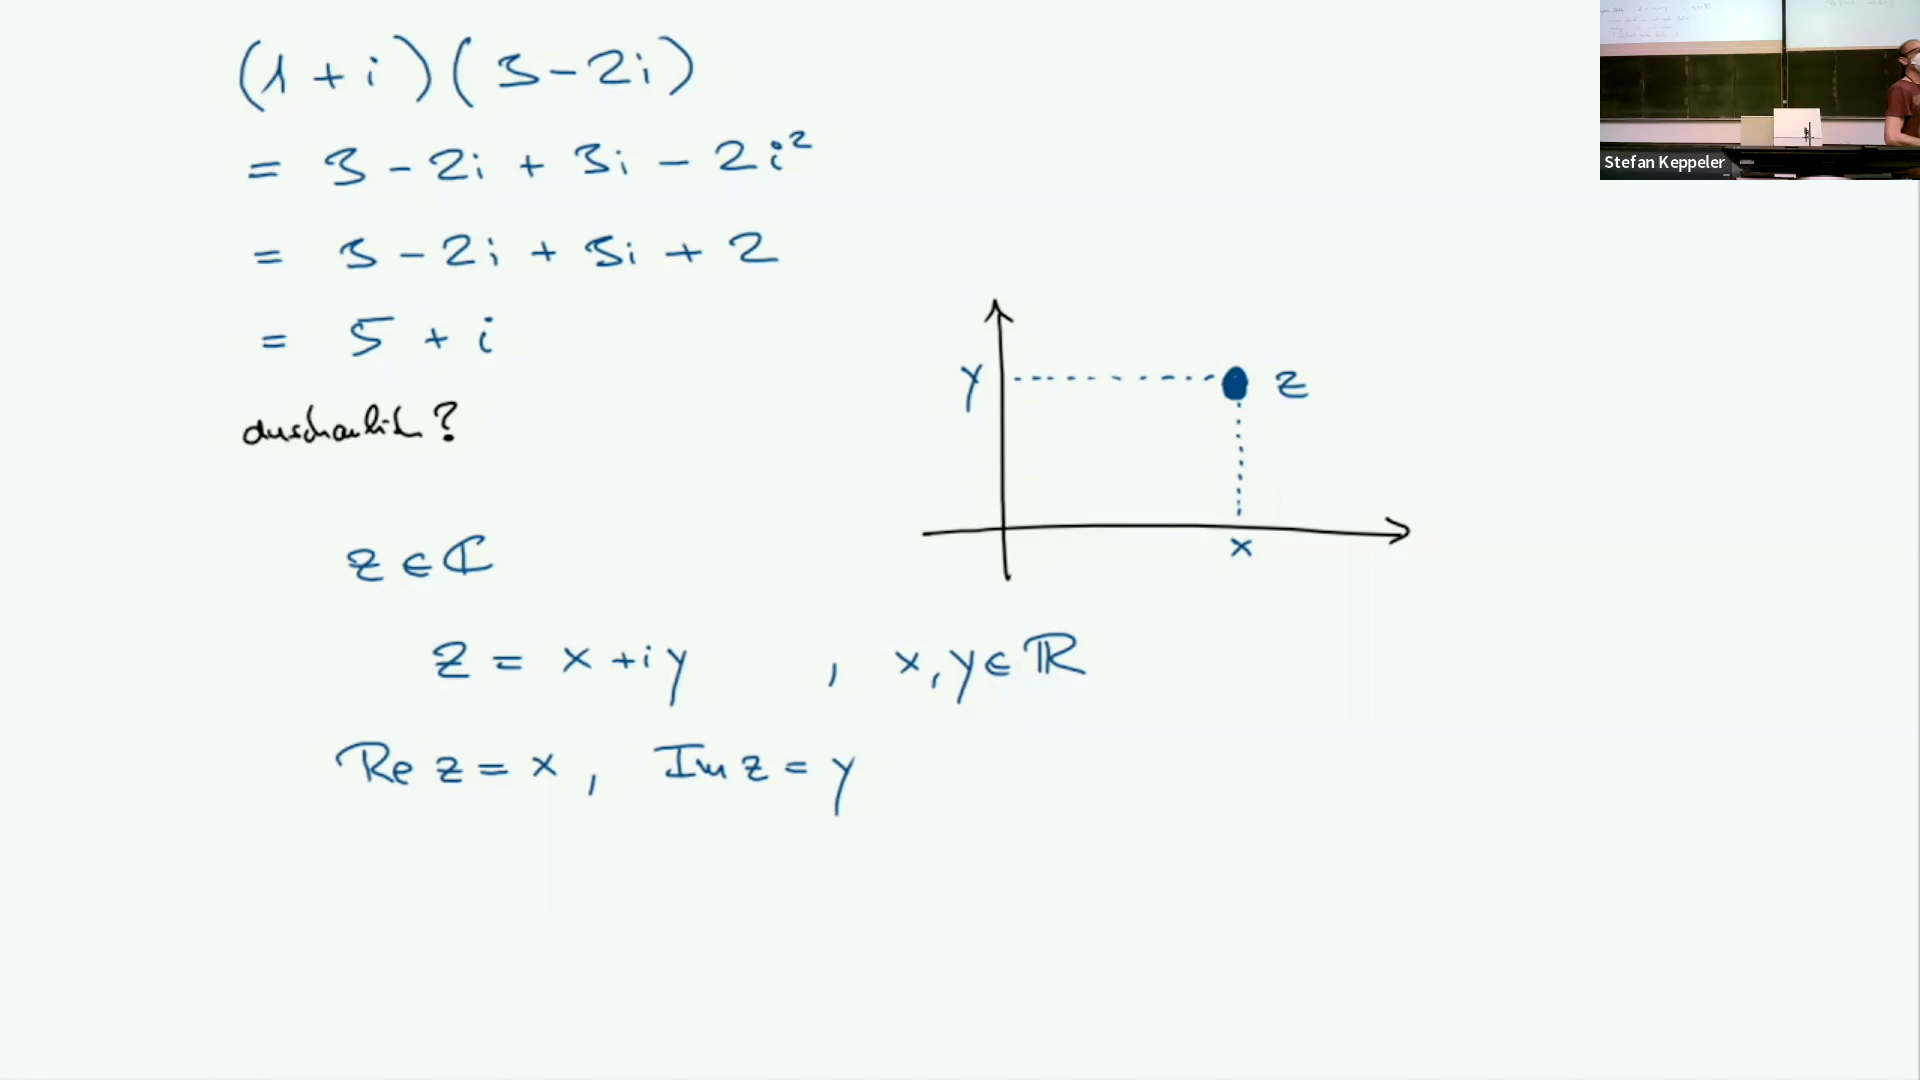 (1+i)(3-2i)
= 3 - 2i + 3i - 2i²
= 3 - 2i + 3i + 2
= 5 + i
anschaulich?
y
z
x
z ∈ ℂ
z = x + iy , x, y ∈ ℝ
Re z = x, Im z = y
Stefan Keppeler